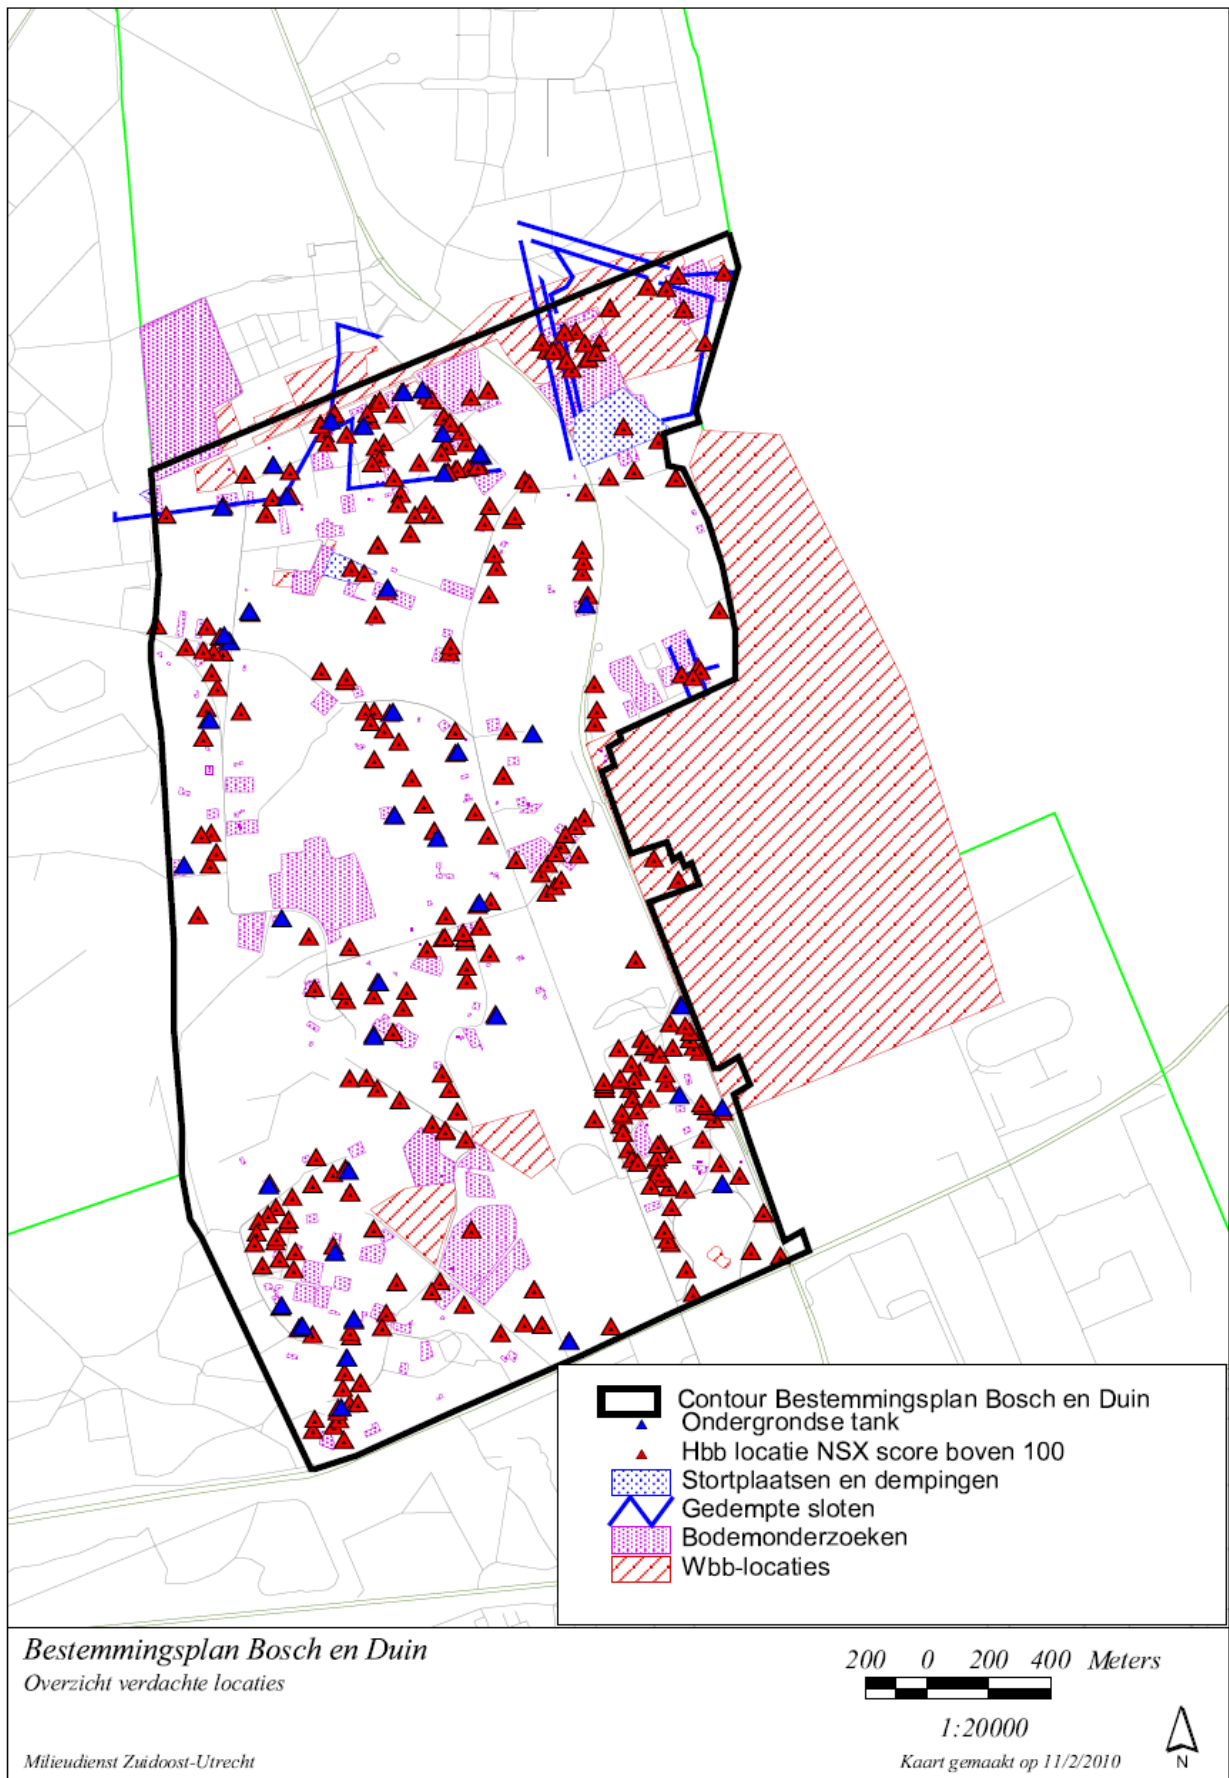 Contour Bestemmingsplan Bosch en Duin
Ondergrondse tank
Hbb locatie NSX score boven 100
Stortplaatsen en dempingen
Gedempte sloten
Bodemonderzoeken
Wbb-locaties
Bestemmingsplan Bosch en Duin
Overzicht verdachte locaties
200 0 200 400 Meters
1:20000
Milieudienst Zuidoost-Utrecht
Kaart gemaakt op 11/2/2010
N